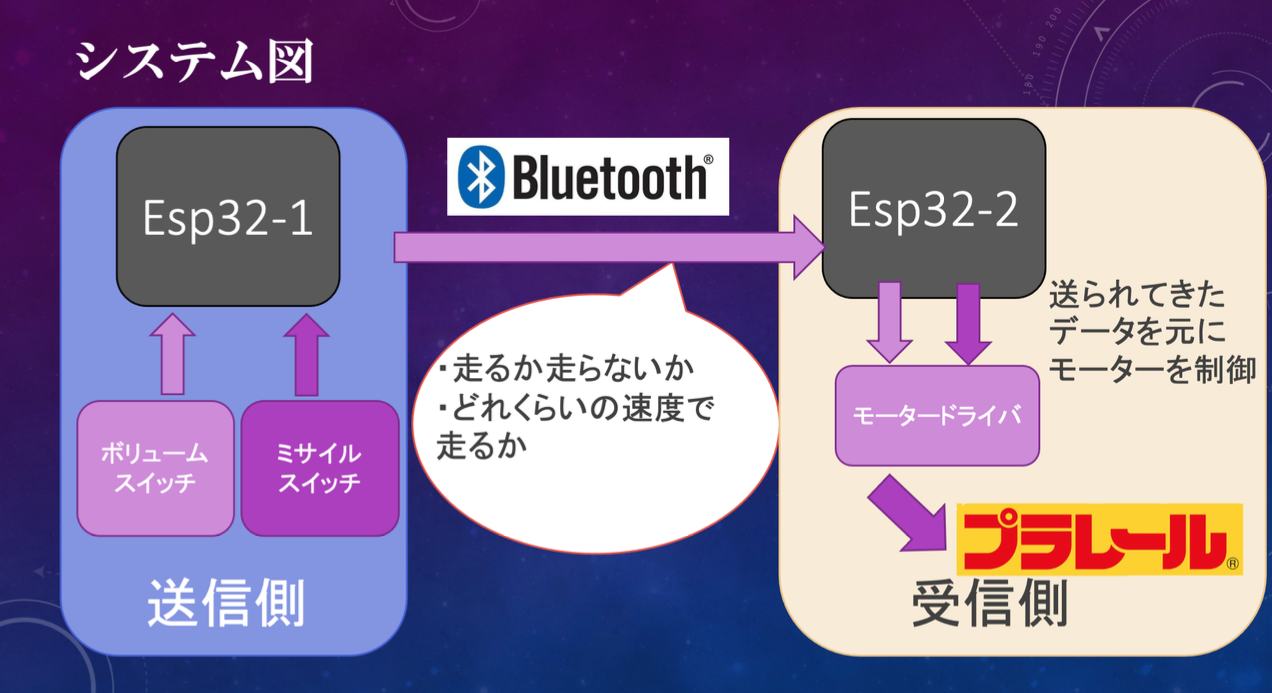 システム図
Esp32-1
ボリューム
スイッチ
ミサイル
スイッチ
送信側
Bluetooth®
・走るか走らないか
・どれくらいの速度で
走るか
Esp32-2
送られてきた
データを元に
モーターを制御
モータードライバ
プラレール®
受信側
180 190 200